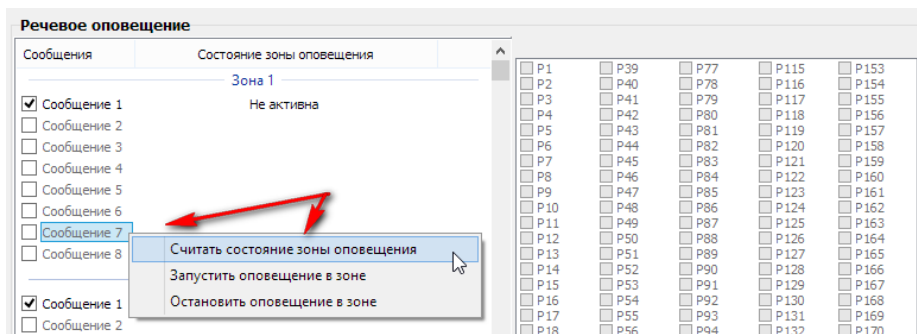 Речевое оповещение
Сообщения Состояние зоны оповещения
Зона 1
Сообщение 1 Не активна
Сообщение 2
Сообщение 3
Сообщение 4
Сообщение 5
Сообщение 6
Сообщение 7
Сообщение 8
Считать состояние зоны оповещения
Запустить оповещение в зоне
Остановить оповещение в зоне
Сообщение 1
Сообщение 2
P1 P39 P77 P115 P153
P2 P40 P78 P116 P154
P3 P41 P79 P117 P155
P4 P42 P80 P118 P156
P5 P43 P81 P119 P157
P6 P44 P82 P120 P158
P7 P45 P83 P121 P159
P8 P46 P84 P122 P160
P9 P47 P85 P123 P161
P10 P48 P86 P124 P162
P11 P49 P87 P125 P163
P12 P50 P88 P126 P164
P13 P51 P89 P127 P165
P14 P52 P90 P128 P166
P15 P53 P91 P129 P167
P16 P54 P92 P130 P168
P17 P55 P93 P131 P169
P18 P56 P94 P132 P170